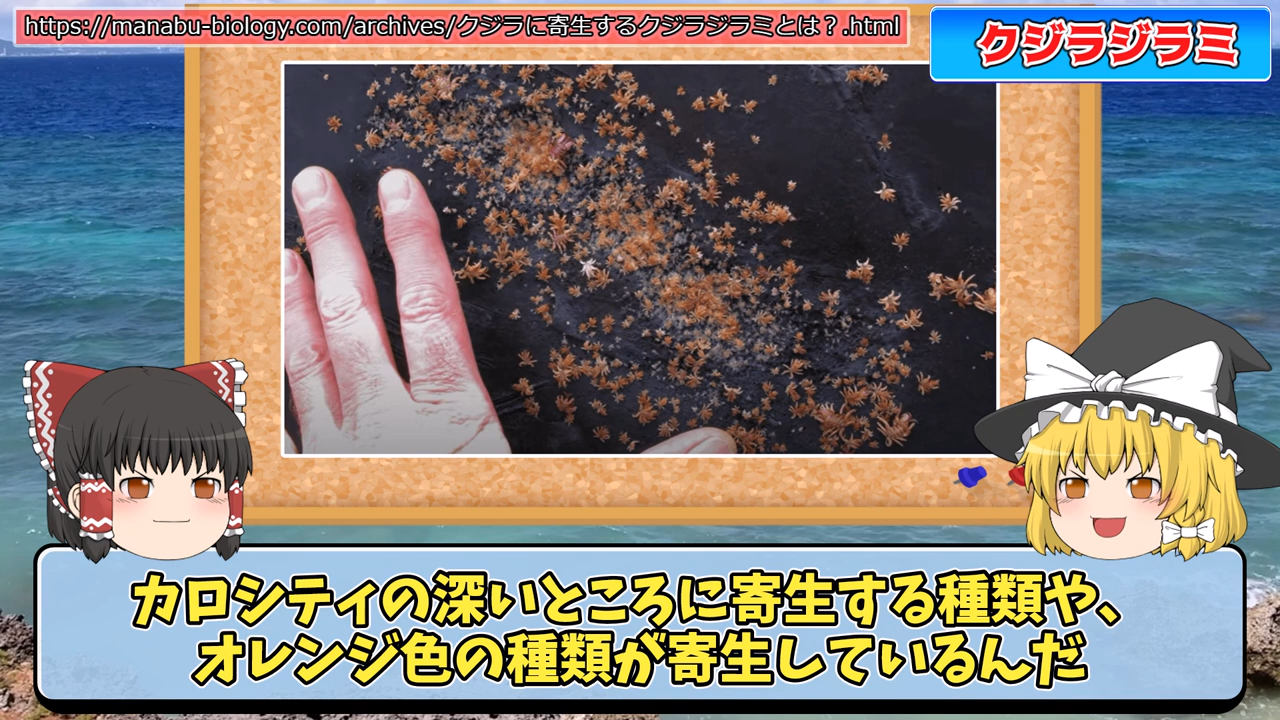 https://manabu-biology.com/archives/クジラに寄生するクジラジラミとは？.html
クジラジラミ
カロシティの深いところに寄生する種類や、
オレンジ色の種類が寄生しているんだ